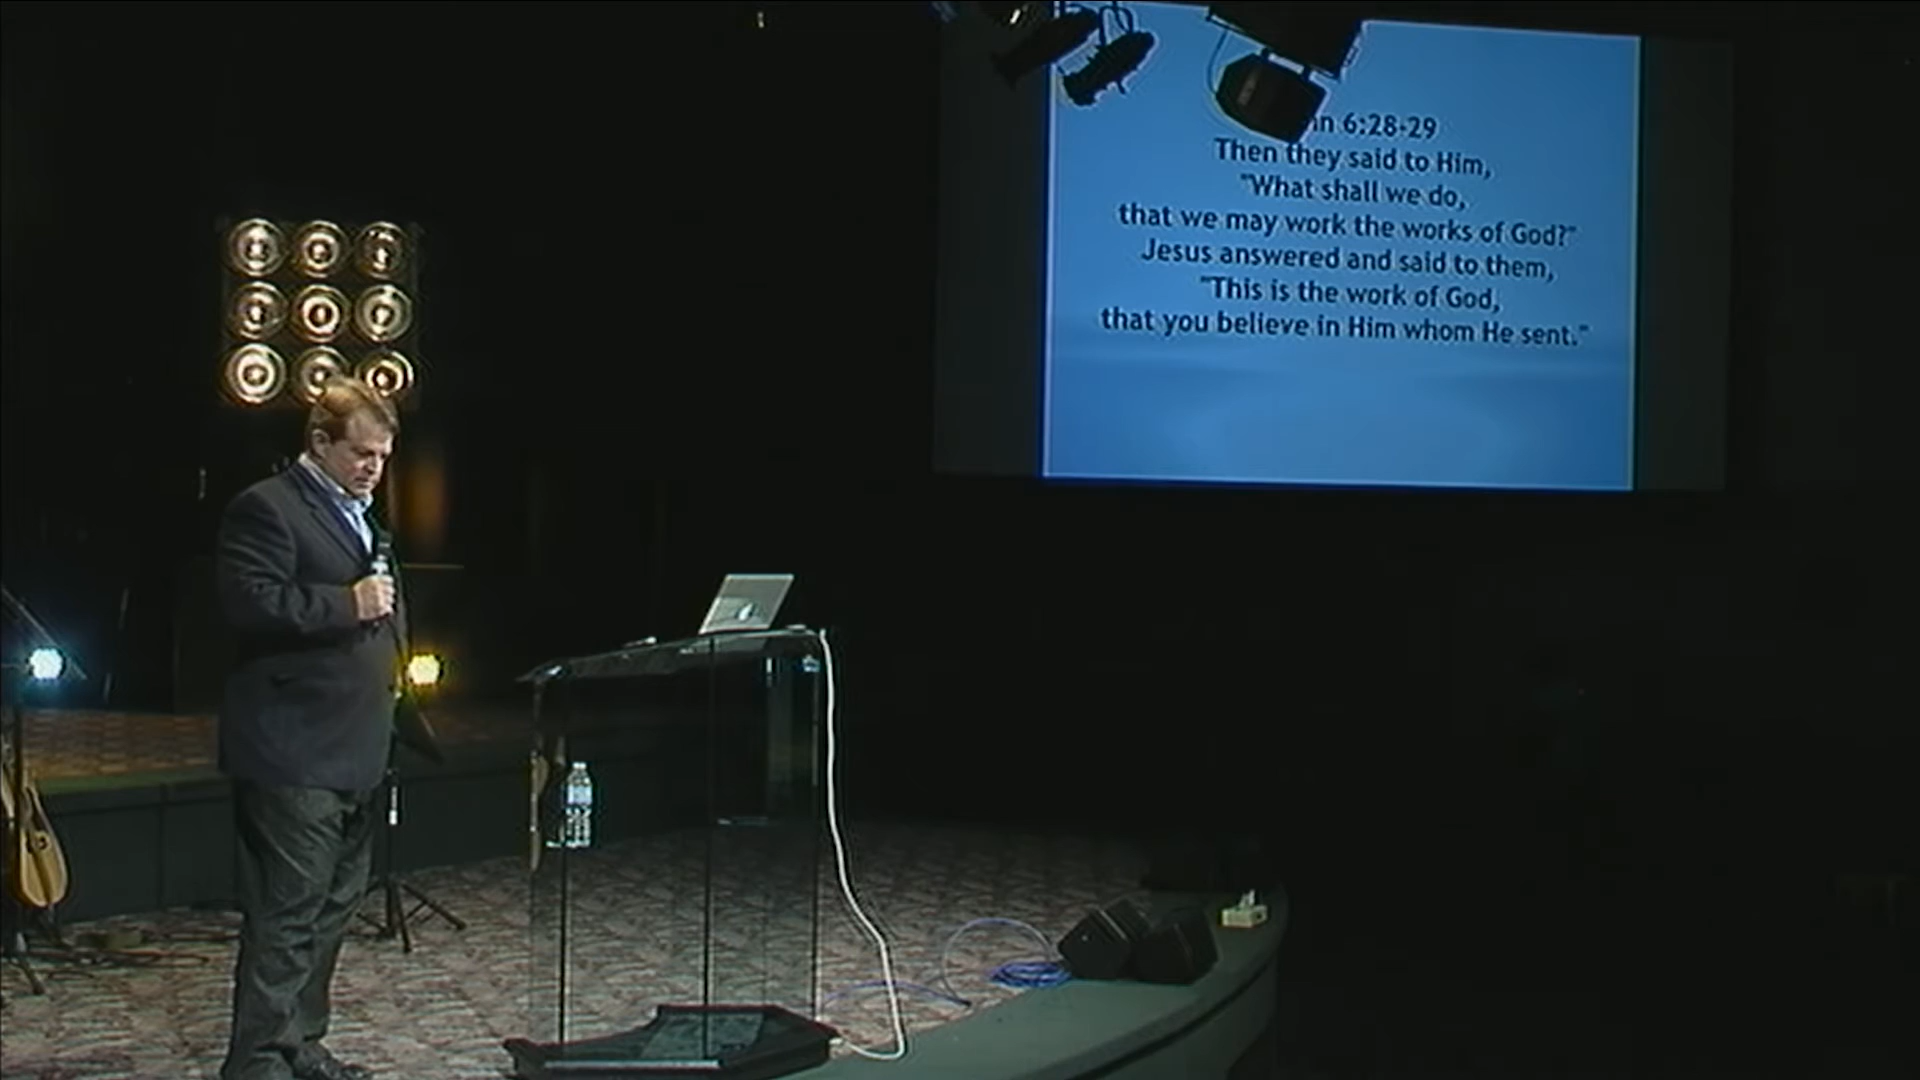 6:28-29
Then they said to Him,
"What shall we do,
that we may work the works of God?"
Jesus answered and said to them,
"This is the work of God,
that you believe in Him whom He sent."